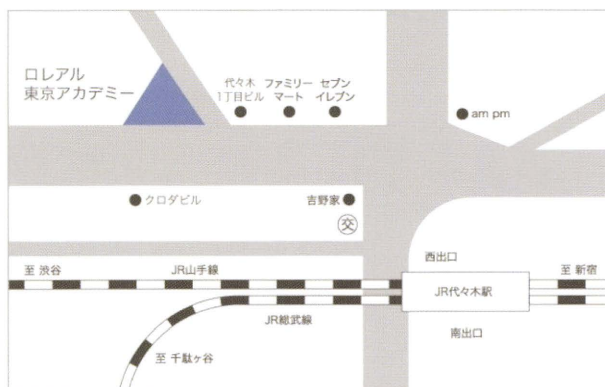 ロレアル
東京アカデミー
代々木
1丁目ビル
ファミリー
マート
セブン
イレブン
am pm
クロダビル
吉野家
交
西出口
至 渋谷
JR山手線
至 新宿
JR代々木駅
JR総武線
南出口
至 千駄ヶ谷